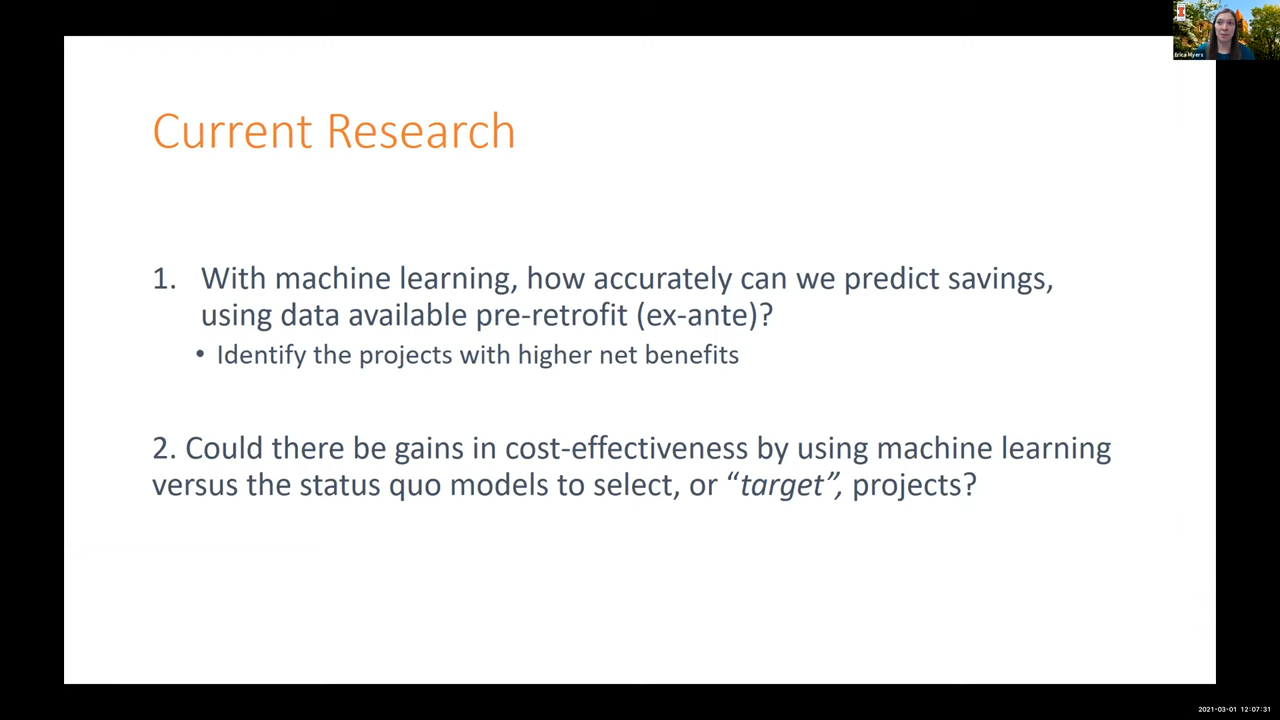 Erica Myers
Current Research
1. With machine learning, how accurately can we predict savings,
using data available pre-retrofit (ex-ante)?
• Identify the projects with higher net benefits
2. Could there be gains in cost-effectiveness by using machine learning
versus the status quo models to select, or “target”, projects?
2021-03-01 12:07:31